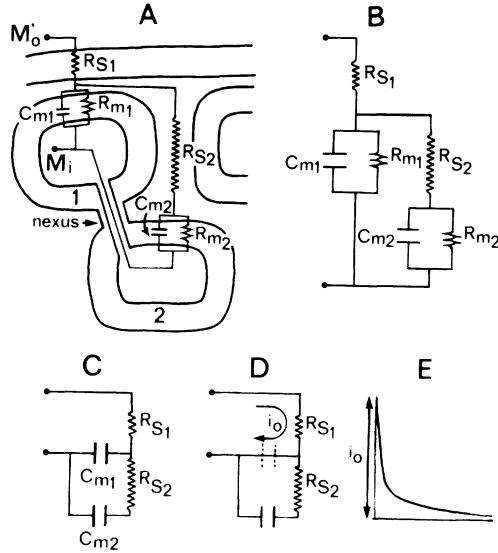 A
B
M'o
RS1
Cm1
Rm1
Mi
RS2
1
nexus
Cm2
Rm2
2
RS1
Cm1
Rm1
RS2
Cm2
Rm2
C
D
E
RS1
Cm1
RS2
Cm2
io
RS1
RS2
io